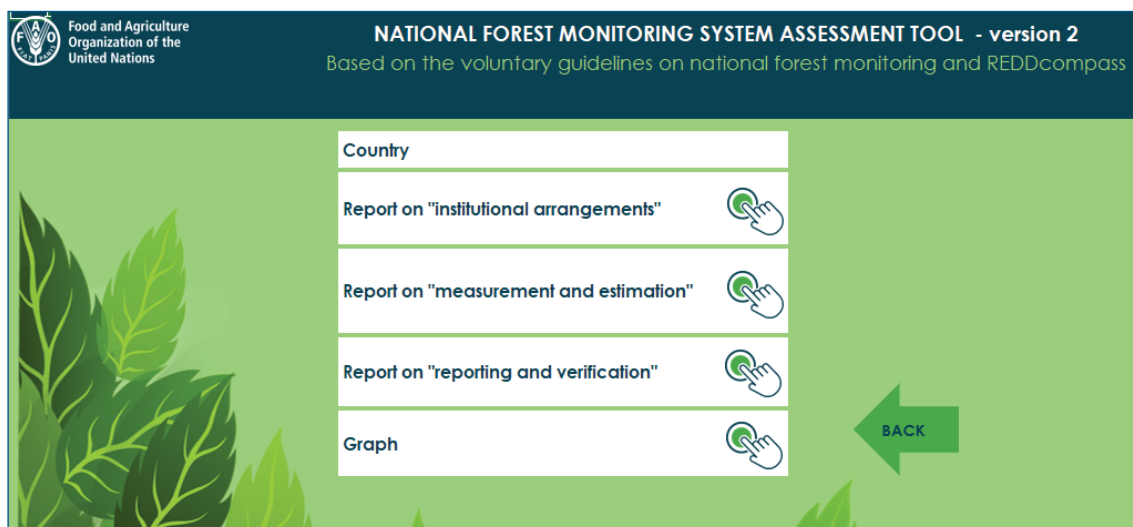 Food and Agriculture
Organization of the
United Nations
NATIONAL FOREST MONITORING SYSTEM ASSESSMENT TOOL - version 2
Based on the voluntary guidelines on national forest monitoring and REDDcompass
Country
Report on "institutional arrangements"
Report on "measurement and estimation"
Report on "reporting and verification"
Graph
BACK